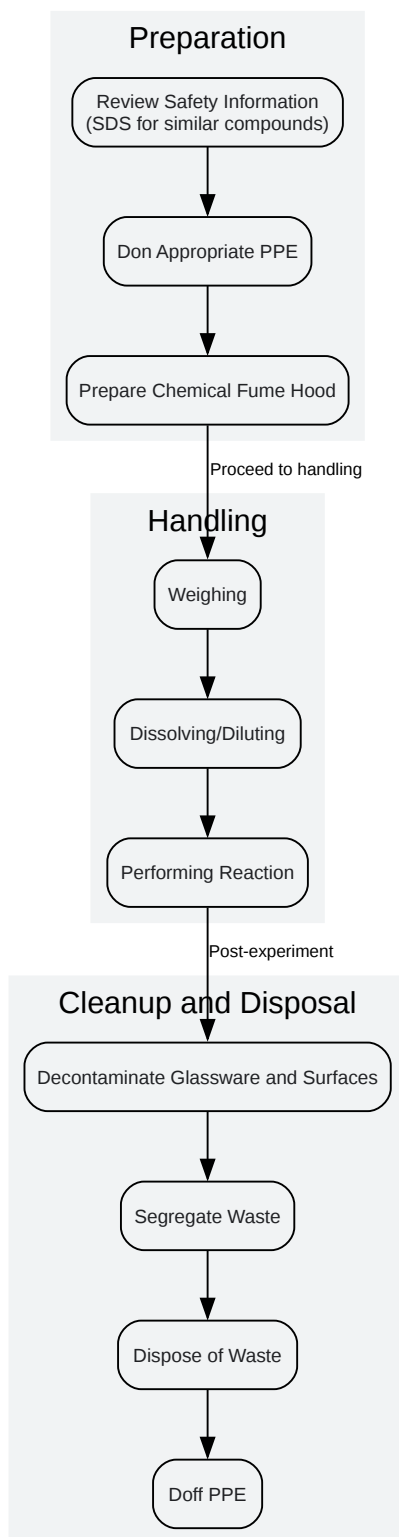 Preparation
Review Safety Information
(SDS for similar compounds)
Don Appropriate PPE
Prepare Chemical Fume Hood
Proceed to handling
Handling
Weighing
Dissolving/Diluting
Performing Reaction
Post-experiment
Cleanup and Disposal
Decontaminate Glassware and Surfaces
Segregate Waste
Dispose of Waste
Doff PPE